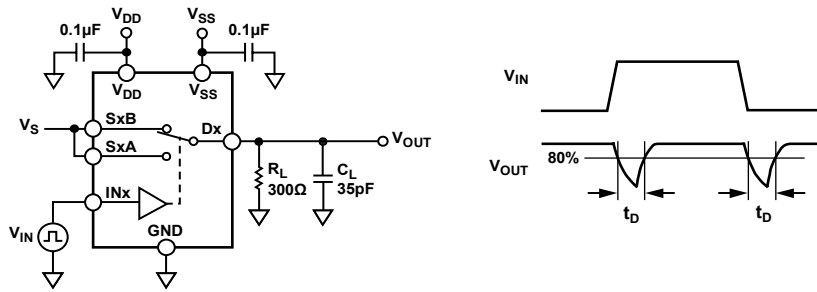 VDD
VSS
0.1µF
0.1µF
VDD
VSS
VS
SxB
Dx
VOUT
SxA
RL
300Ω
CL
35pF
INx
VIN
GND
VIN
VOUT
80%
tD
tD